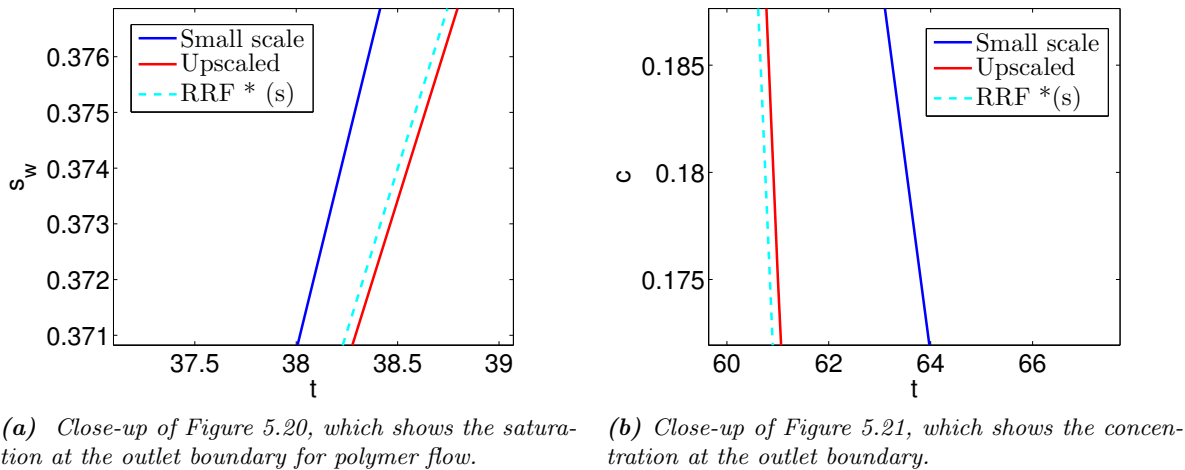 0.376
0.375
0.374
0.373
0.372
0.371
s_w
37.5 38 38.5 39
t
Small scale
Upscaled
RRF * (s)
(a) Close-up of Figure 5.20, which shows the satura-
tion at the outlet boundary for polymer flow.
0.185
0.18
0.175
c
60 62 64 66
t
Small scale
Upscaled
RRF *(s)
(b) Close-up of Figure 5.21, which shows the concen-
tration at the outlet boundary.